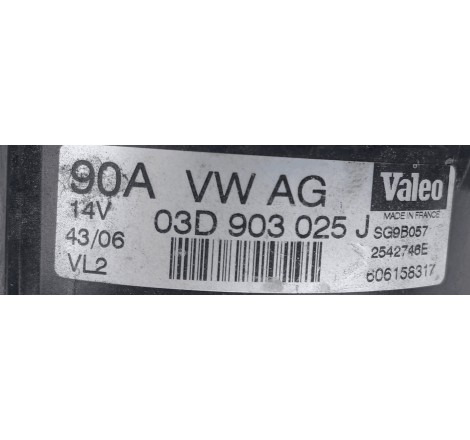 90A VW AG
14V 03D 903 025 J
43/06
VL2
Valeo
MADE IN FRANCE
SG9B057
2542746E
606158317